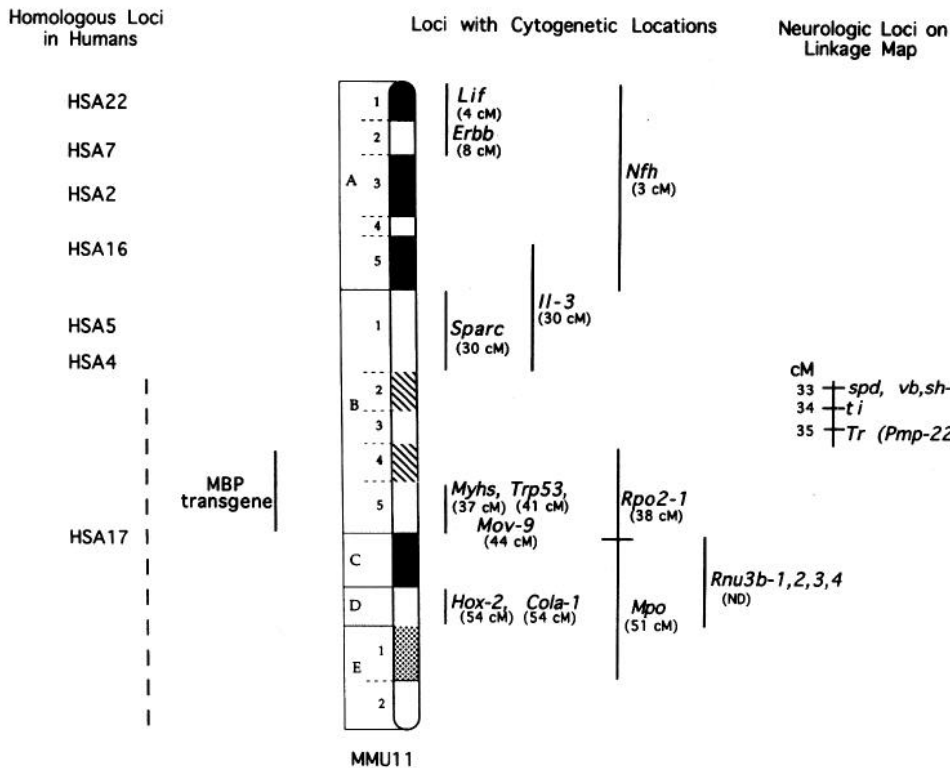 Homologous Loci
in Humans
Loci with Cytogenetic Locations
Neurologic Loci on
Linkage Map
HSA22
HSA7
HSA2
HSA16
HSA5
HSA4
HSA17
MBP
transgene
A
1
2
3
4
5
B
1
2
3
4
5
C
D
E
1
2
MMU11
Lif
(4 cM)
Erbb
(8 cM)
Nfh
(3 cM)
Il-3
(30 cM)
Sparc
(30 cM)
Myhs, Trp53,
(37 cM) (41 cM)
Mov-9
(44 cM)
Rpo2-1
(38 cM)
Rnu3b-1,2,3,4
(ND)
Hox-2, Cola-1
(54 cM) (54 cM)
Mpo
(51 cM)
cM
33 spd, vb,sh-
34 ti
35 Tr (Pmp-22